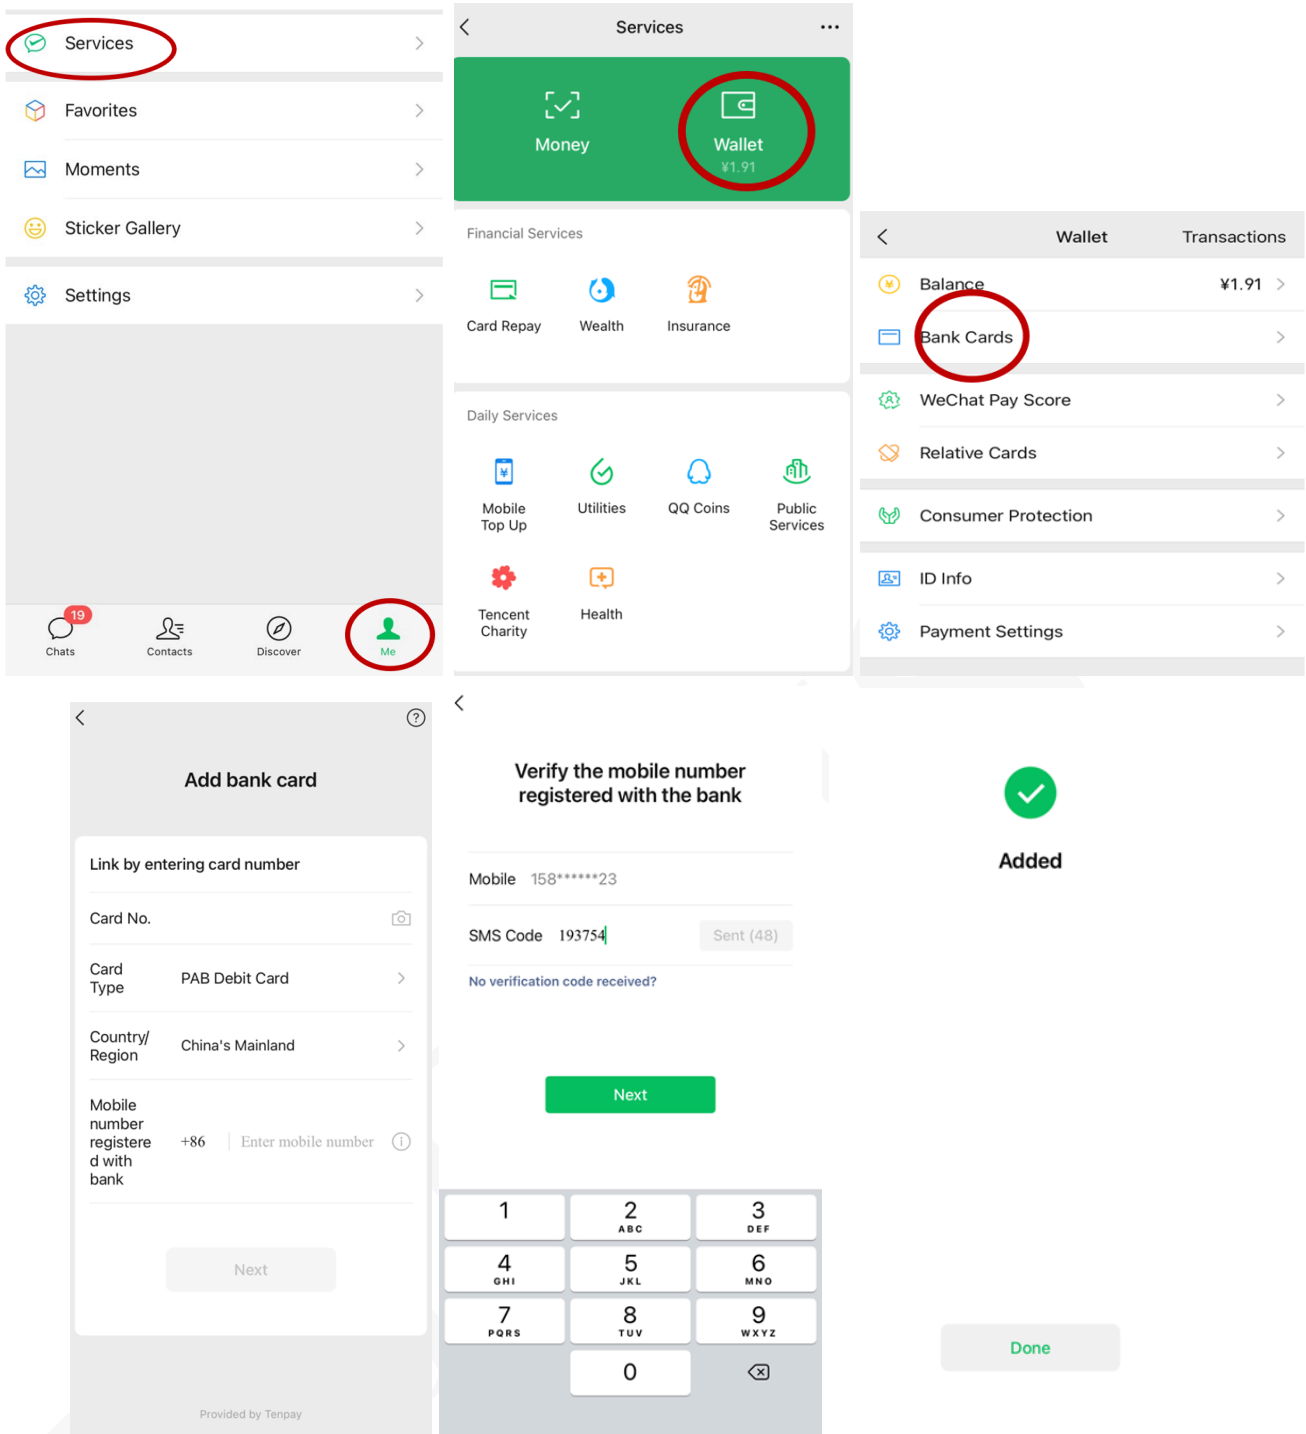 Services
Favorites
Moments
Sticker Gallery
Settings
19
Chats
Contacts
Discover
Me
Services
Money
Wallet
¥1.91
Financial Services
Card Repay
Wealth
Insurance
Daily Services
Mobile
Top Up
Utilities
QQ Coins
Public
Services
Tencent
Charity
Health
Wallet
Transactions
Balance
¥1.91
Bank Cards
WeChat Pay Score
Relative Cards
Consumer Protection
ID Info
Payment Settings
Add bank card
Link by entering card number
Card No.
Card
Type
PAB Debit Card
Country/
Region
China's Mainland
Mobile
number
registere
d with
bank
+86
Enter mobile number
Next
Provided by Tenpay
Verify the mobile number
registered with the bank
Mobile 158******23
SMS Code 193754
Sent (48)
No verification code received?
Next
1
2
ABC
3
DEF
4
GHI
5
JKL
6
MNO
7
PQRS
8
TUV
9
WXYZ
0
Added
Done